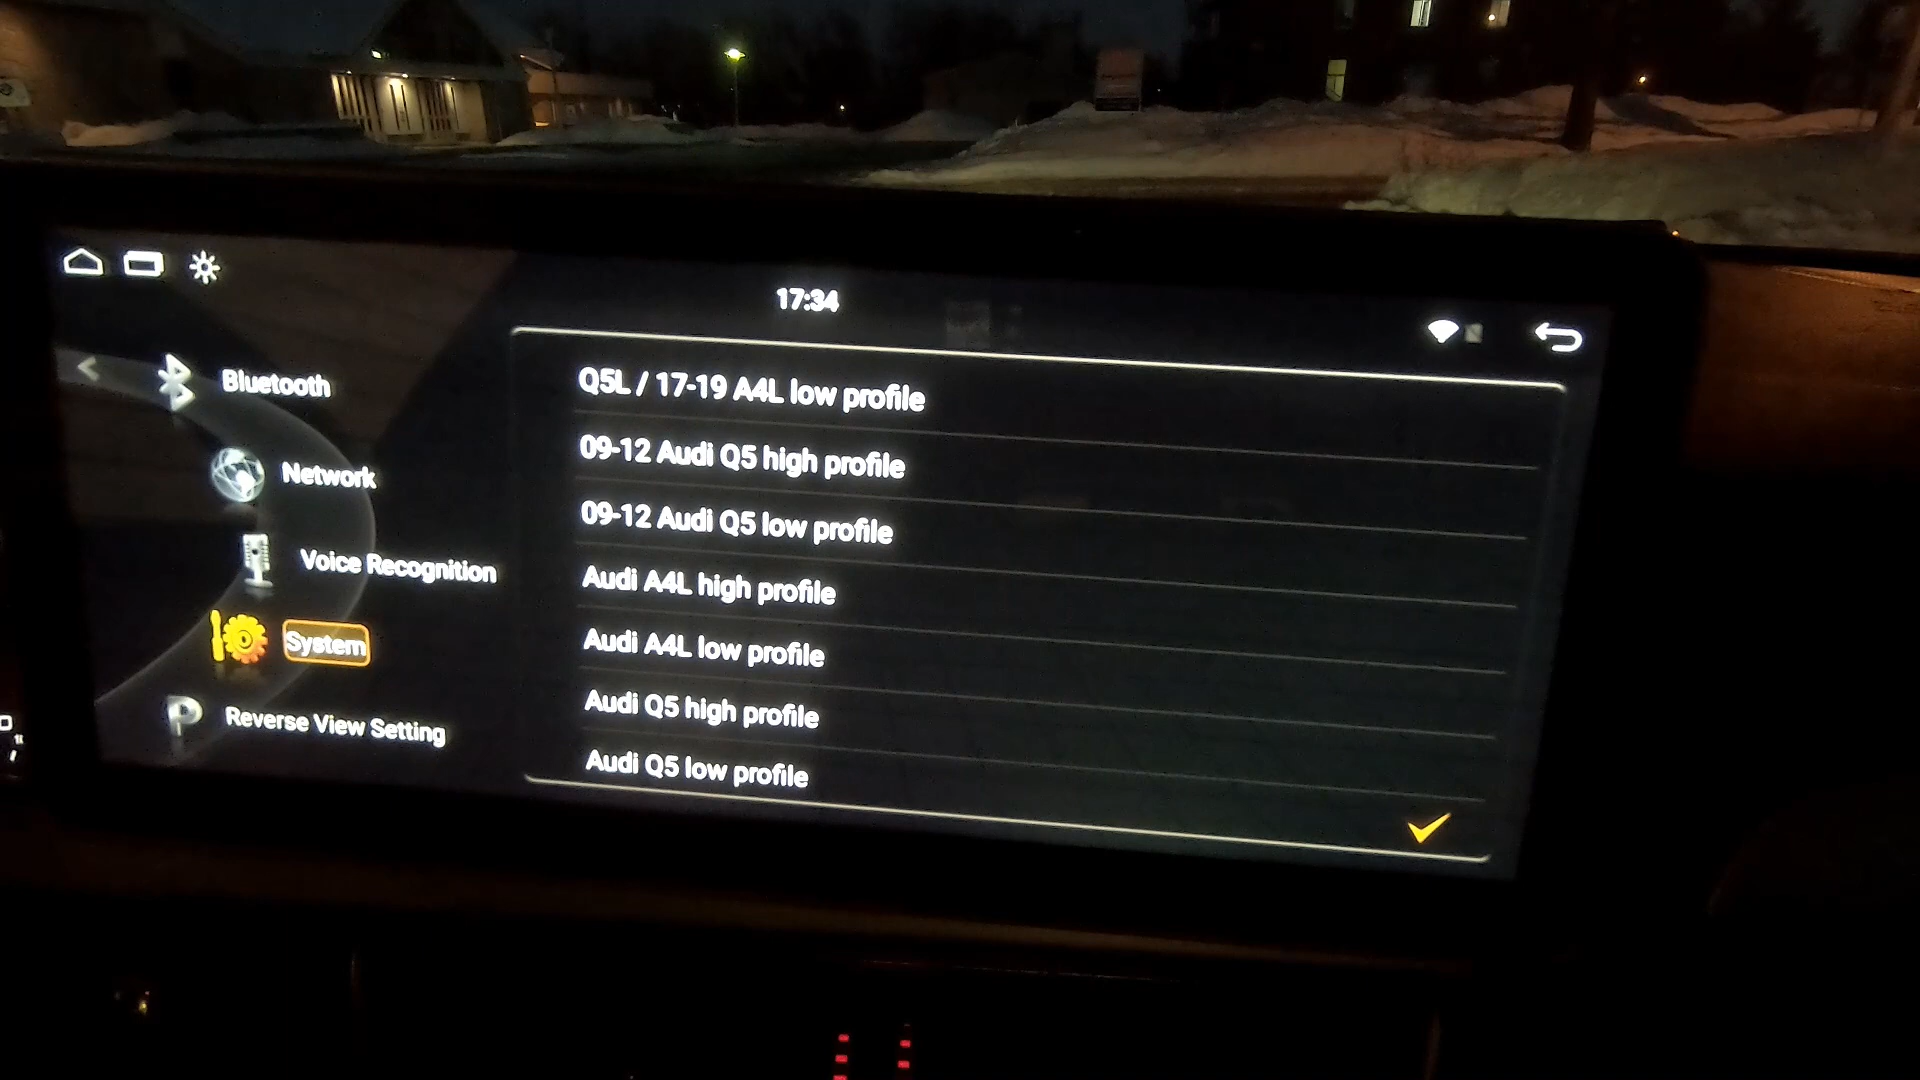 17:34
Bluetooth
Network
Voice Recognition
System
Reverse View Setting
Q5L / 17-19 A4L low profile
09-12 Audi Q5 high profile
09-12 Audi Q5 low profile
Audi A4L high profile
Audi A4L low profile
Audi Q5 high profile
Audi Q5 low profile